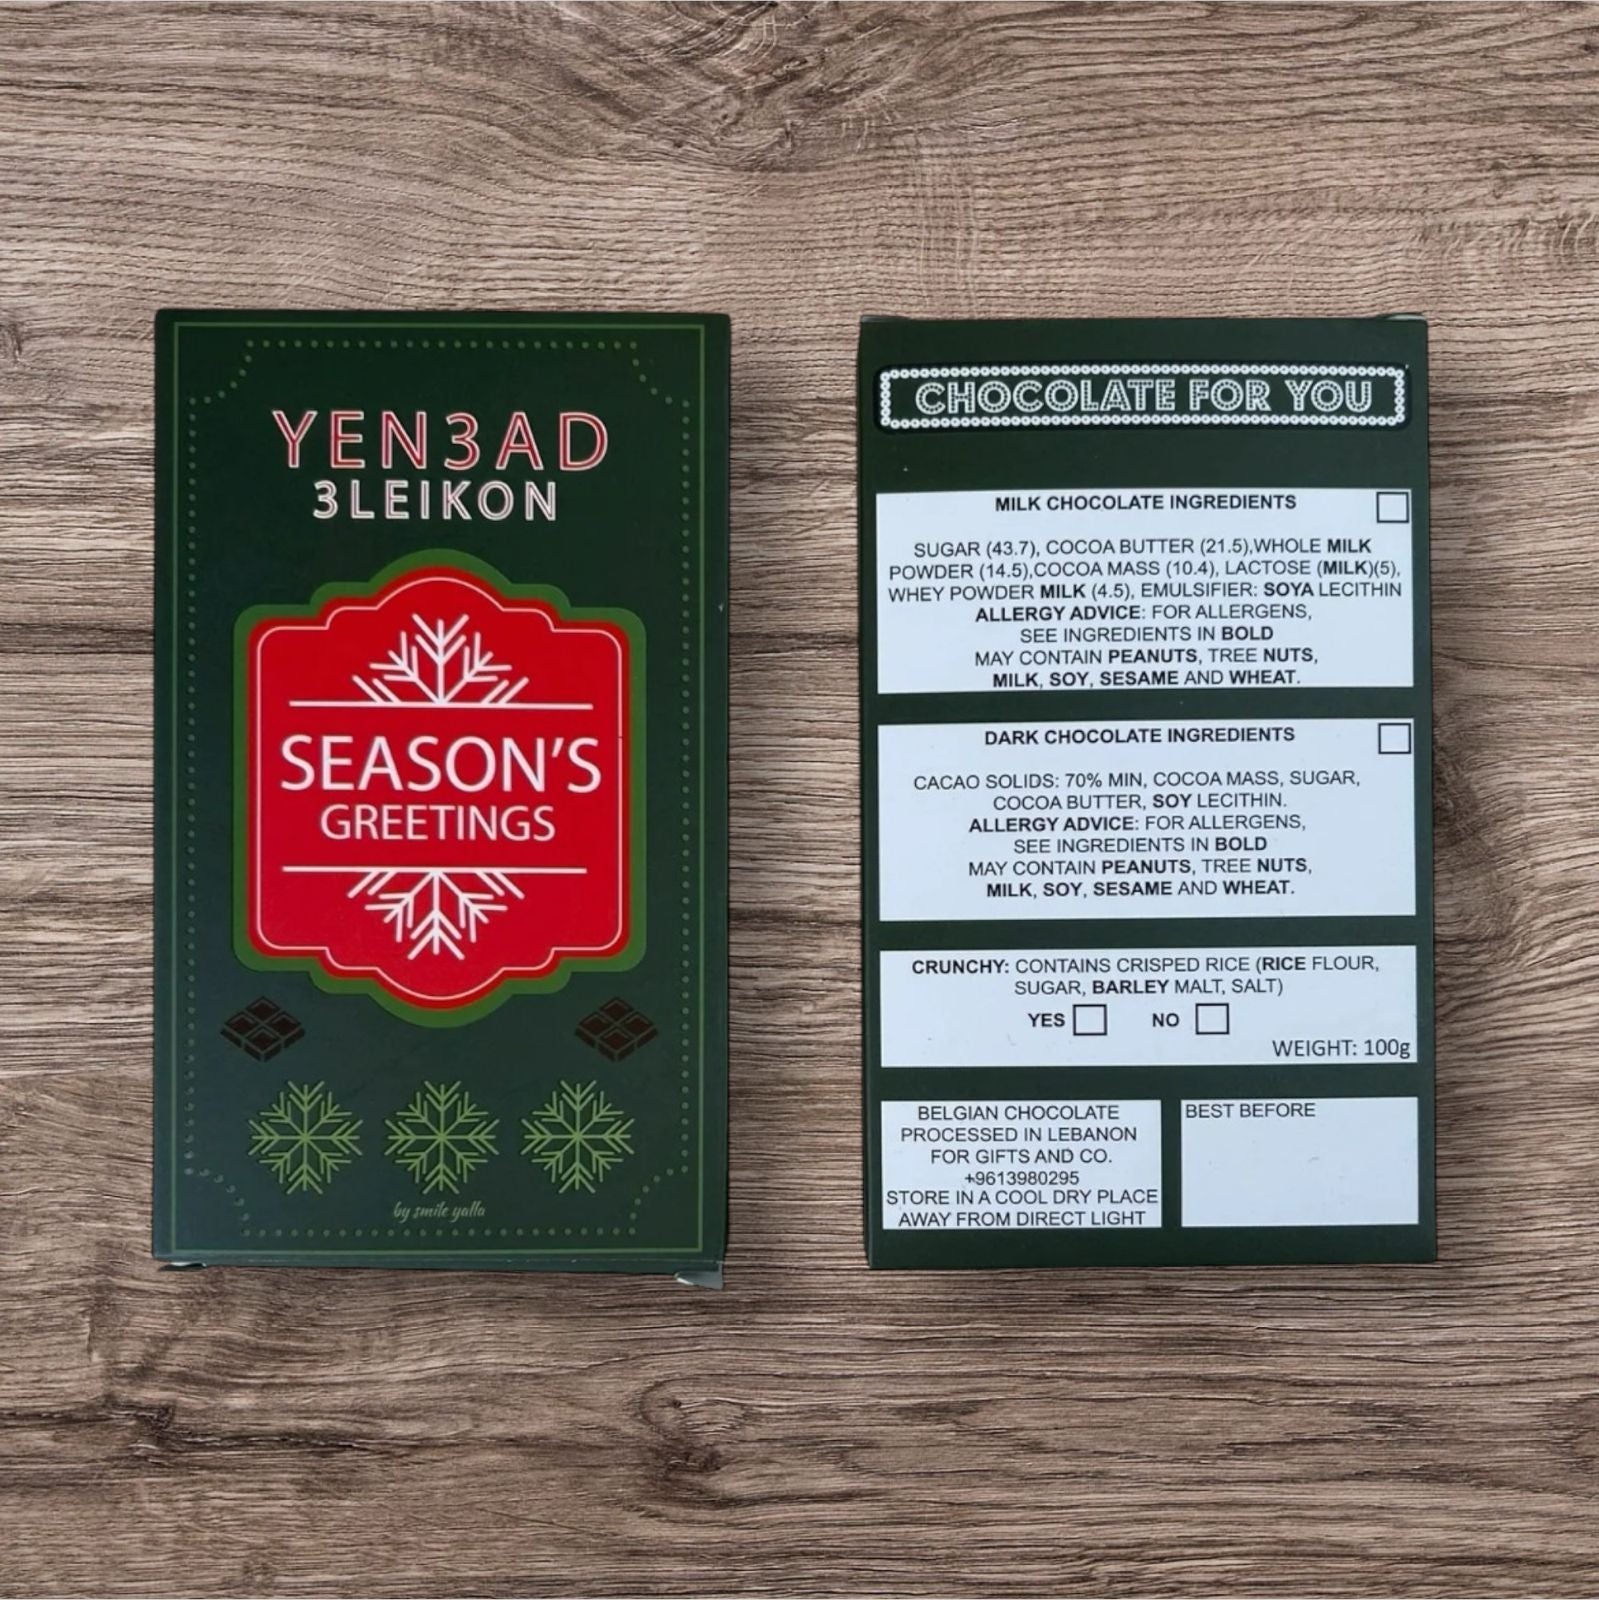 YEN3AD
3LEIKON
SEASON'S
GREETINGS
by smile yalla
CHOCOLATE FOR YOU
MILK CHOCOLATE INGREDIENTS
SUGAR (43.7), COCOA BUTTER (21.5),WHOLE MILK
POWDER (14.5),COCOA MASS (10.4), LACTOSE (MILK)(5),
WHEY POWDER MILK (4.5), EMULSIFIER: SOYA LECITHIN
ALLERGY ADVICE: FOR ALLERGENS,
SEE INGREDIENTS IN BOLD
MAY CONTAIN PEANUTS, TREE NUTS,
MILK, SOY, SESAME AND WHEAT.
DARK CHOCOLATE INGREDIENTS
CACAO SOLIDS: 70% MIN, COCOA MASS, SUGAR,
COCOA BUTTER, SOY LECITHIN.
ALLERGY ADVICE: FOR ALLERGENS,
SEE INGREDIENTS IN BOLD
MAY CONTAIN PEANUTS, TREE NUTS,
MILK, SOY, SESAME AND WHEAT.
CRUNCHY: CONTAINS CRISPED RICE (RICE FLOUR,
SUGAR, BARLEY MALT, SALT)
YES NO
WEIGHT: 100g
BELGIAN CHOCOLATE
PROCESSED IN LEBANON
FOR GIFTS AND CO.
+9613980295
STORE IN A COOL DRY PLACE
AWAY FROM DIRECT LIGHT
BEST BEFORE